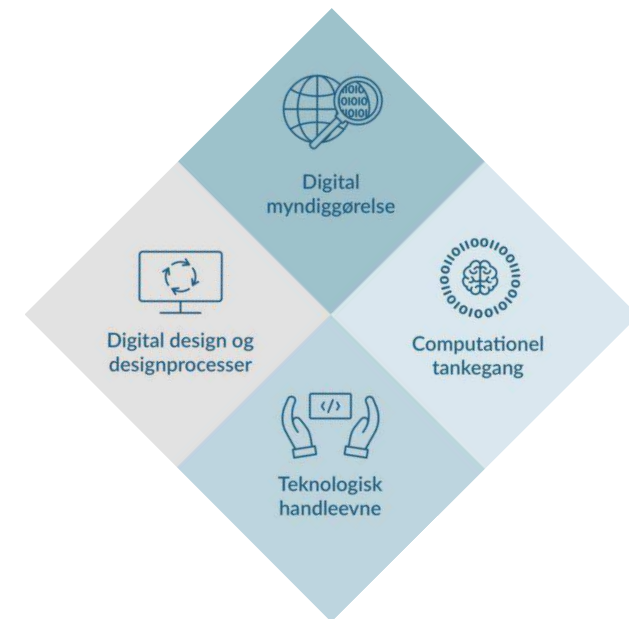 Digital
myndiggørelse
Digital design og
designprocesser
Computationel
tankegang
</>
Teknologisk
handleevne